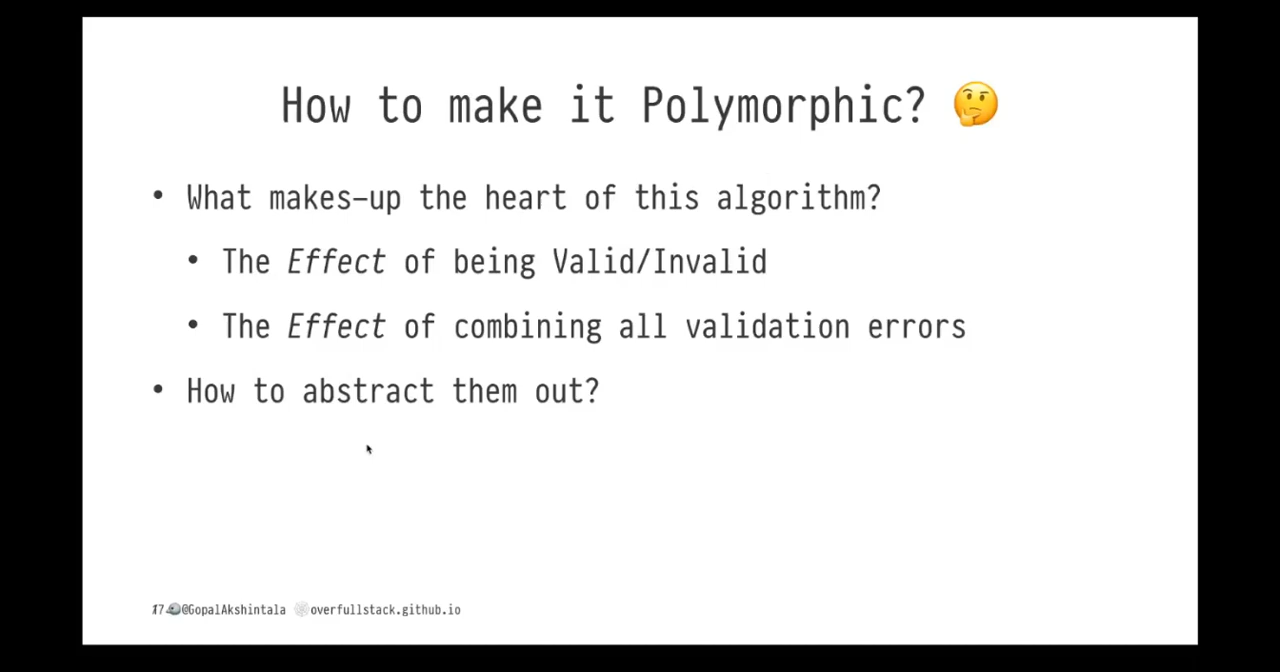 How to make it Polymorphic? 🤔
• What makes-up the heart of this algorithm?
• The Effect of being Valid/Invalid
• The Effect of combining all validation errors
• How to abstract them out?
17 @GopalAkshintala overfullstack.github.io